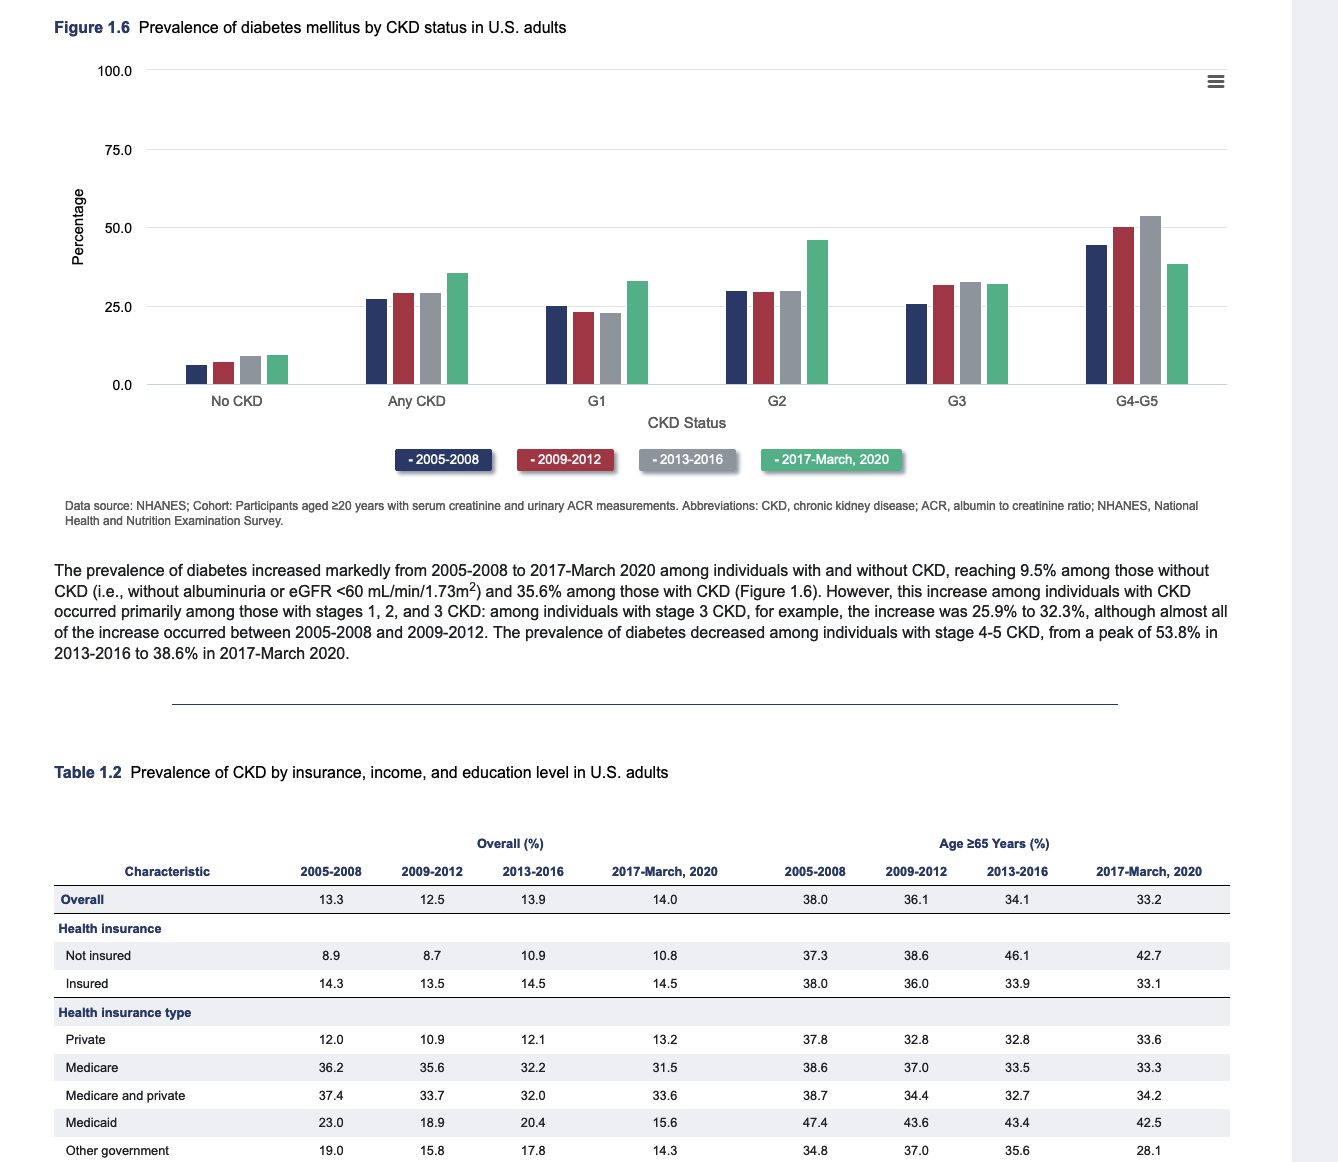 Figure 1.6 Prevalence of diabetes mellitus by CKD status in U.S. adults
100.0
75.0
50.0
25.0
0.0
Percentage
No CKD Any CKD G1 G2 G3 G4-G5
CKD Status
- 2005-2008 - 2009-2012 - 2013-2016 - 2017-March, 2020
Data source: NHANES; Cohort: Participants aged ≥20 years with serum creatinine and urinary ACR measurements. Abbreviations: CKD, chronic kidney disease; ACR, albumin to creatinine ratio; NHANES, National
Health and Nutrition Examination Survey.
The prevalence of diabetes increased markedly from 2005-2008 to 2017-March 2020 among individuals with and without CKD, reaching 9.5% among those without
CKD (i.e., without albuminuria or eGFR <60 mL/min/1.73m²) and 35.6% among those with CKD (Figure 1.6). However, this increase among individuals with CKD
occurred primarily among those with stages 1, 2, and 3 CKD: among individuals with stage 3 CKD, for example, the increase was 25.9% to 32.3%, although almost all
of the increase occurred between 2005-2008 and 2009-2012. The prevalence of diabetes decreased among individuals with stage 4-5 CKD, from a peak of 53.8% in
2013-2016 to 38.6% in 2017-March 2020.
Table 1.2 Prevalence of CKD by insurance, income, and education level in U.S. adults
Overall (%) Age ≥65 Years (%)
Characteristic 2005-2008 2009-2012 2013-2016 2017-March, 2020 2005-2008 2009-2012 2013-2016 2017-March, 2020
Overall 13.3 12.5 13.9 14.0 38.0 36.1 34.1 33.2
Health insurance
Not insured 8.9 8.7 10.9 10.8 37.3 38.6 46.1 42.7
Insured 14.3 13.5 14.5 14.5 38.0 36.0 33.9 33.1
Health insurance type
Private 12.0 10.9 12.1 13.2 37.8 32.8 32.8 33.6
Medicare 36.2 35.6 32.2 31.5 38.6 37.0 33.5 33.3
Medicare and private 37.4 33.7 32.0 33.6 38.7 34.4 32.7 34.2
Medicaid 23.0 18.9 20.4 15.6 47.4 43.6 43.4 42.5
Other government 19.0 15.8 17.8 14.3 34.8 37.0 35.6 28.1